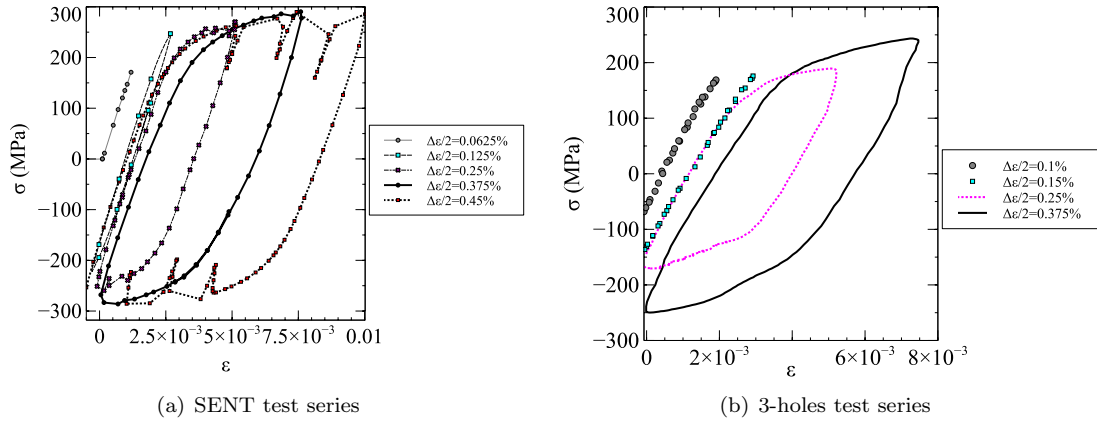 300
200
100
0
−100
−200
−300
σ (MPa)
0
2.5×10⁻³
5×10⁻³
7.5×10⁻³
0.01
ε
Δε/2=0.0625%
Δε/2=0.125%
Δε/2=0.25%
Δε/2=0.375%
Δε/2=0.45%
(a) SENT test series
300
200
100
0
−100
−200
−300
σ (MPa)
0
2×10⁻³
6×10⁻³
8×10⁻³
ε
Δε/2=0.1%
Δε/2=0.15%
Δε/2=0.25%
Δε/2=0.375%
(b) 3-holes test series